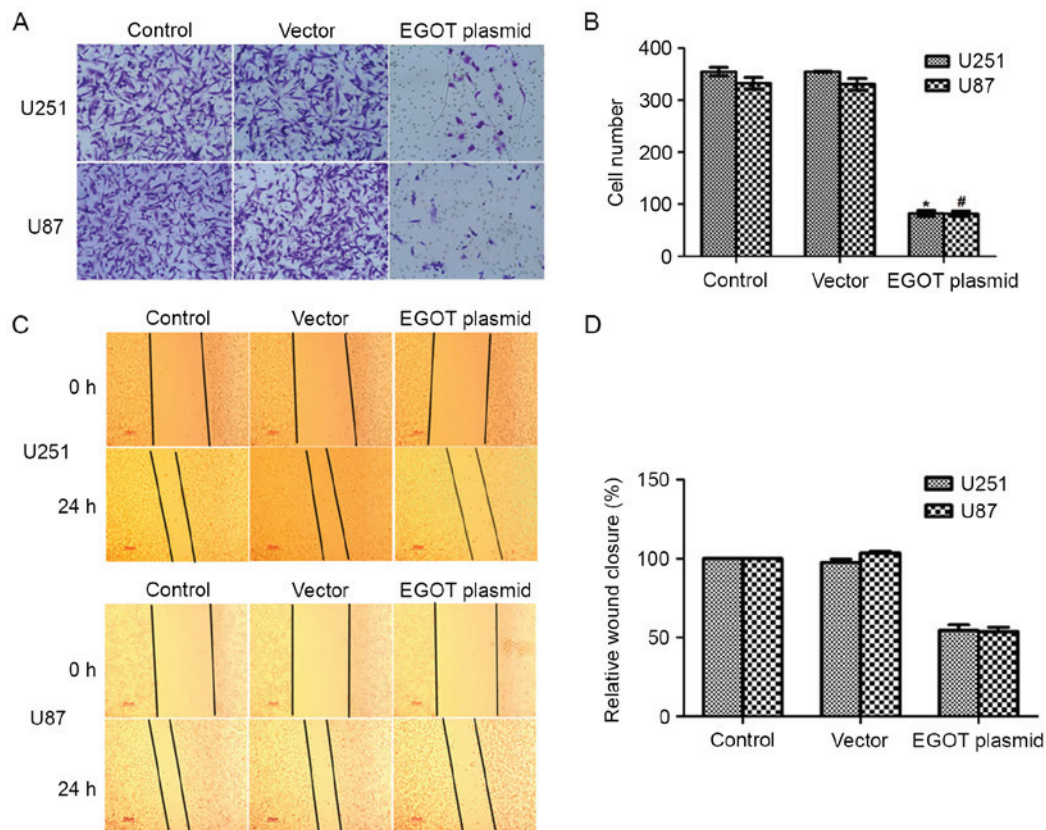 A
Control
Vector
EGOT plasmid
U251
U87
B
400
300
200
100
0
Cell number
U251
U87
*
#
Control
Vector
EGOT plasmid
C
Control
Vector
EGOT plasmid
0 h
U251
24 h
Control
Vector
EGOT plasmid
0 h
U87
24 h
D
150
100
50
0
Relative wound closure (%)
U251
U87
Control
Vector
EGOT plasmid